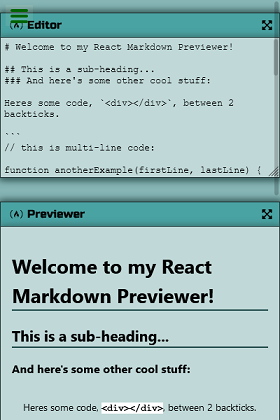 Editor
# Welcome to my React Markdown Previewer!
## This is a sub-heading...
### And here's some other cool stuff:
Heres some code, `<div></div>`, between 2
backticks.
```
// this is multi-line code:
function anotherExample(firstLine, lastLine) {
Previewer
Welcome to my React
Markdown Previewer!
This is a sub-heading...
And here's some other cool stuff:
Heres some code, <div></div>, between 2 backticks.